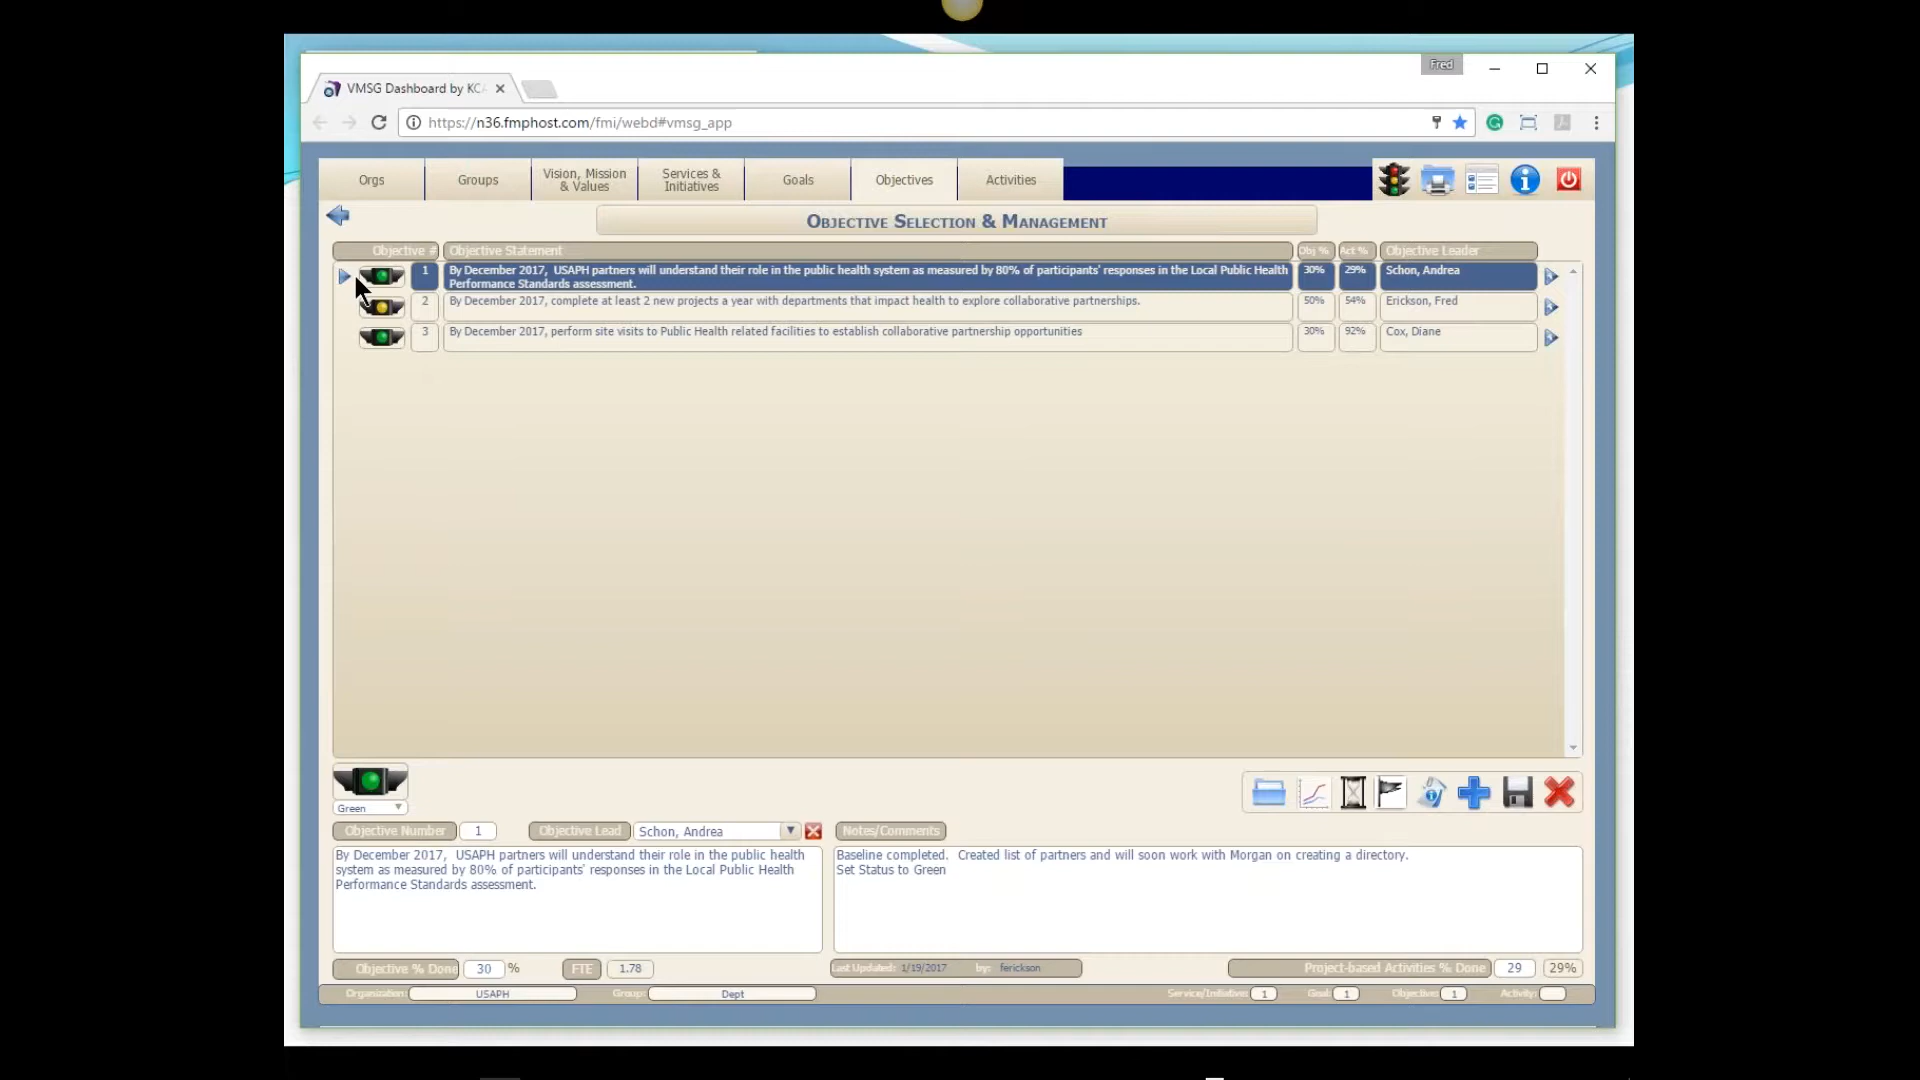 Fred
VMSG Dashboard by KCA
https://n36.fmphost.com/fmi/webd#vmsg_app
Orgs
Groups
Vision, Mission
& Values
Services &
Initiatives
Goals
Objectives
Activities
Objective Selection & Management
Objective #
Objective Statement
Obj %
Act %
Objective Leader
1
By December 2017, USAPH partners will understand their role in the public health system as measured by 80% of participants' responses in the Local Public Health
Performance Standards assessment.
30%
29%
Schon, Andrea
2
By December 2017, complete at least 2 new projects a year with departments that impact health to explore collaborative partnerships.
50%
54%
Erickson, Fred
3
By December 2017, perform site visits to Public Health related facilities to establish collaborative partnership opportunities
30%
92%
Cox, Diane
Green
Objective Number
1
Objective Lead
Schon, Andrea
Notes/Comments
By December 2017, USAPH partners will understand their role in the public health
system as measured by 80% of participants' responses in the Local Public Health
Performance Standards assessment.
Baseline completed. Created list of partners and will soon work with Morgan on creating a directory.
Set Status to Green
Objective % Done
30 %
FTE
1.78
Last Updated: 1/19/2017 by: ferickson
Project-based Activities % Done
29
29%
Organization: USAPH
Group: Dept
Service/Initiative: 1
Goal: 1
Objective: 1
Activity: